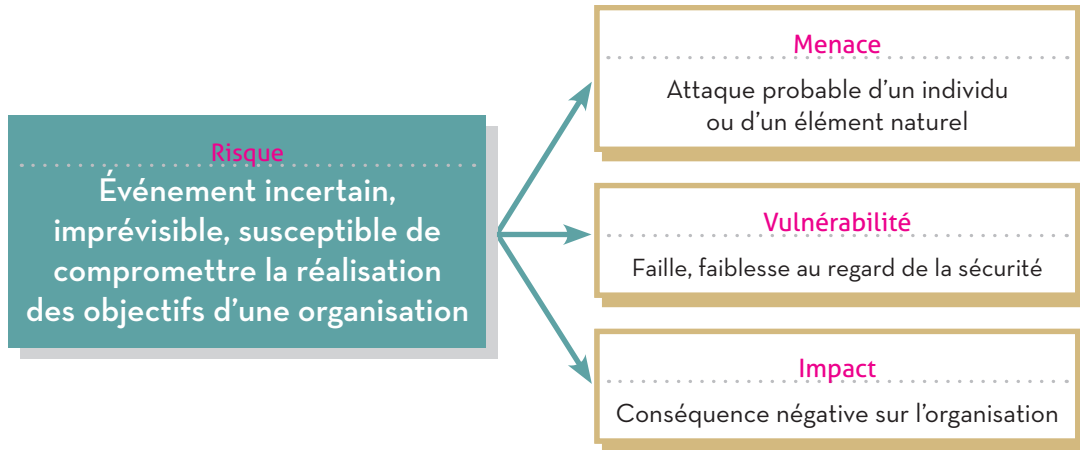 Risque
Événement incertain,
imprévisible, susceptible de
compromettre la réalisation
des objectifs d'une organisation
Menace
Attaque probable d'un individu
ou d'un élément naturel
Vulnérabilité
Faille, faiblesse au regard de la sécurité
Impact
Conséquence négative sur l'organisation